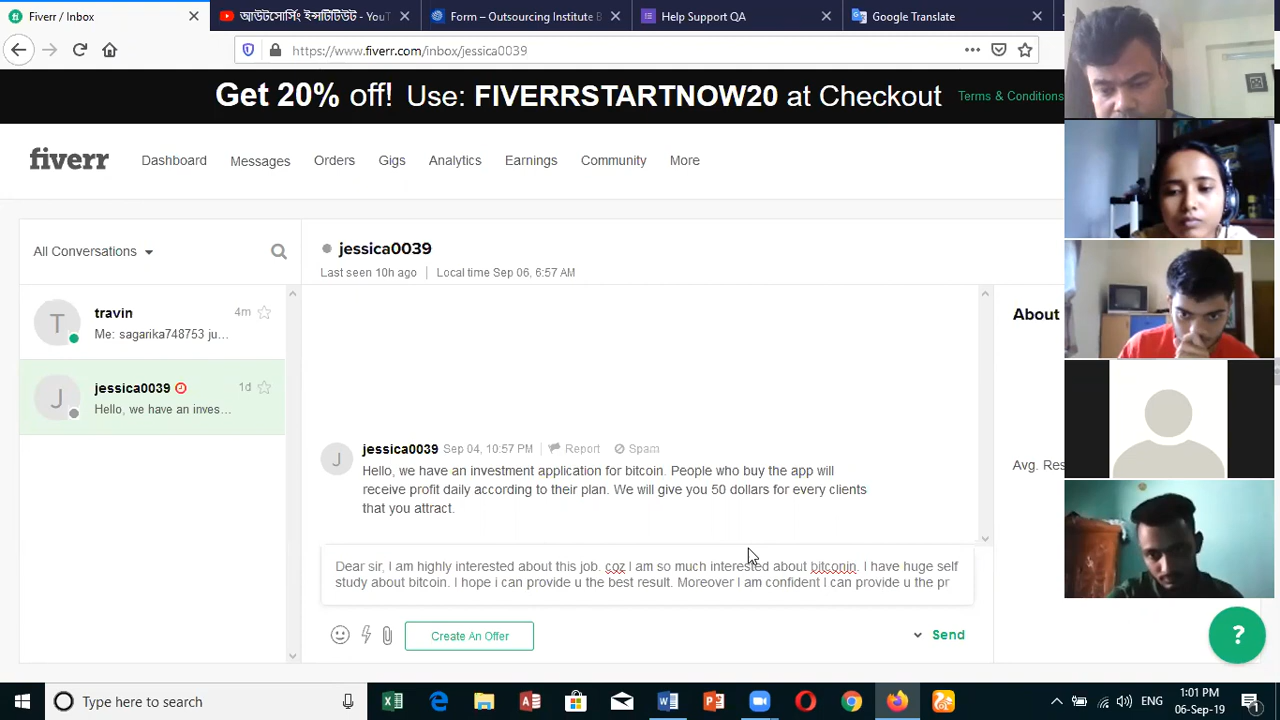 Fiverr / Inbox
আউটসোর্সিং ইন্সটিটিউট - YouT
Form – Outsourcing Institute B
Help Support QA
Google Translate
https://www.fiverr.com/inbox/jessica0039
Get 20% off! Use: FIVERRSTARTNOW20 at Checkout
Terms & Conditions
fiverr
Dashboard
Messages
Orders
Gigs
Analytics
Earnings
Community
More
All Conversations
T
travin
4m
Me: sagarika748753 ju...
J
jessica0039
1d
Hello, we have an inves...
jessica0039
Last seen 10h ago | Local time Sep 06, 6:57 AM
J
jessica0039 Sep 04, 10:57 PM | Report Spam
Hello, we have an investment application for bitcoin. People who buy the app will
receive profit daily according to their plan. We will give you 50 dollars for every clients
that you attract.
Dear sir, I am highly interested about this job. coz I am so much interested about bitconin. I have huge self
study about bitcoin. I hope i can provide u the best result. Moreover I am confident I can provide u the pr
Create An Offer
Send
About
Avg. Res
?
Type here to search
ENG
1:01 PM
06-Sep-19
1